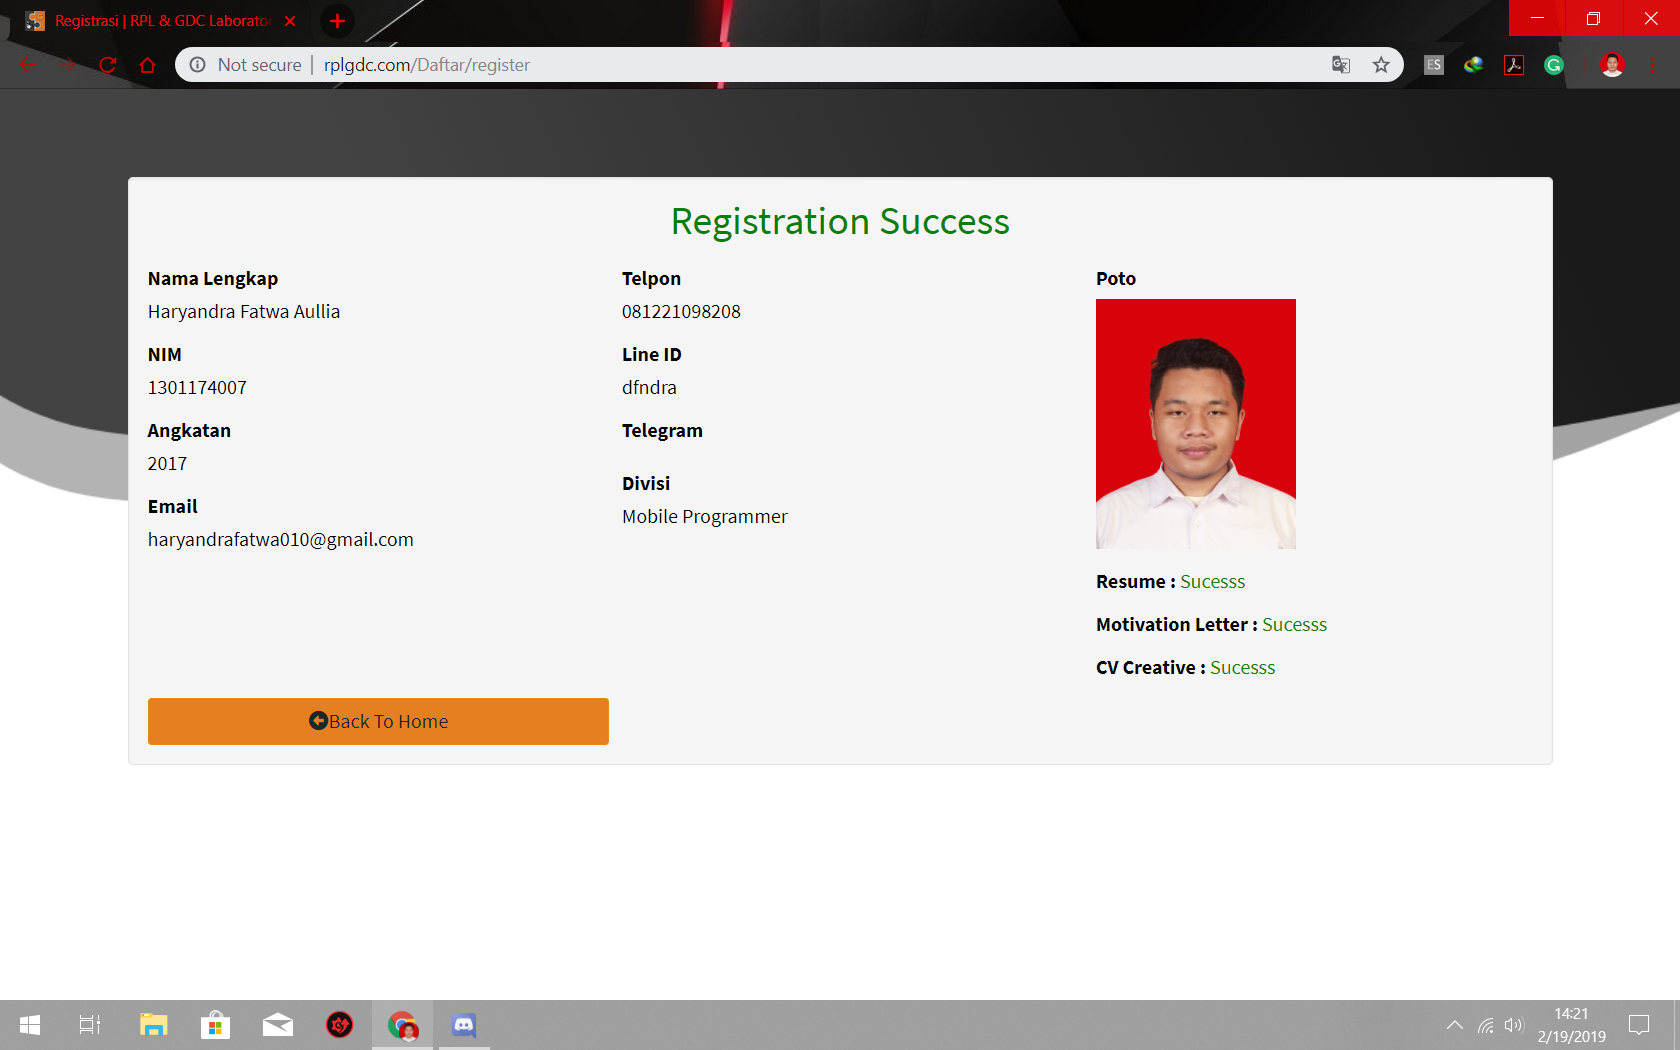 Registrasi | RPL & GDC Laborator
Not secure | rplgdc.com/Daftar/register
ES
Registration Success
Nama Lengkap
Haryandra Fatwa Aullia
NIM
1301174007
Angkatan
2017
Email
haryandrafatwa010@gmail.com
Telpon
081221098208
Line ID
dfndra
Telegram
Divisi
Mobile Programmer
Poto
Resume : Sucesss
Motivation Letter : Sucesss
CV Creative : Sucesss
Back To Home
14:21
2/19/2019